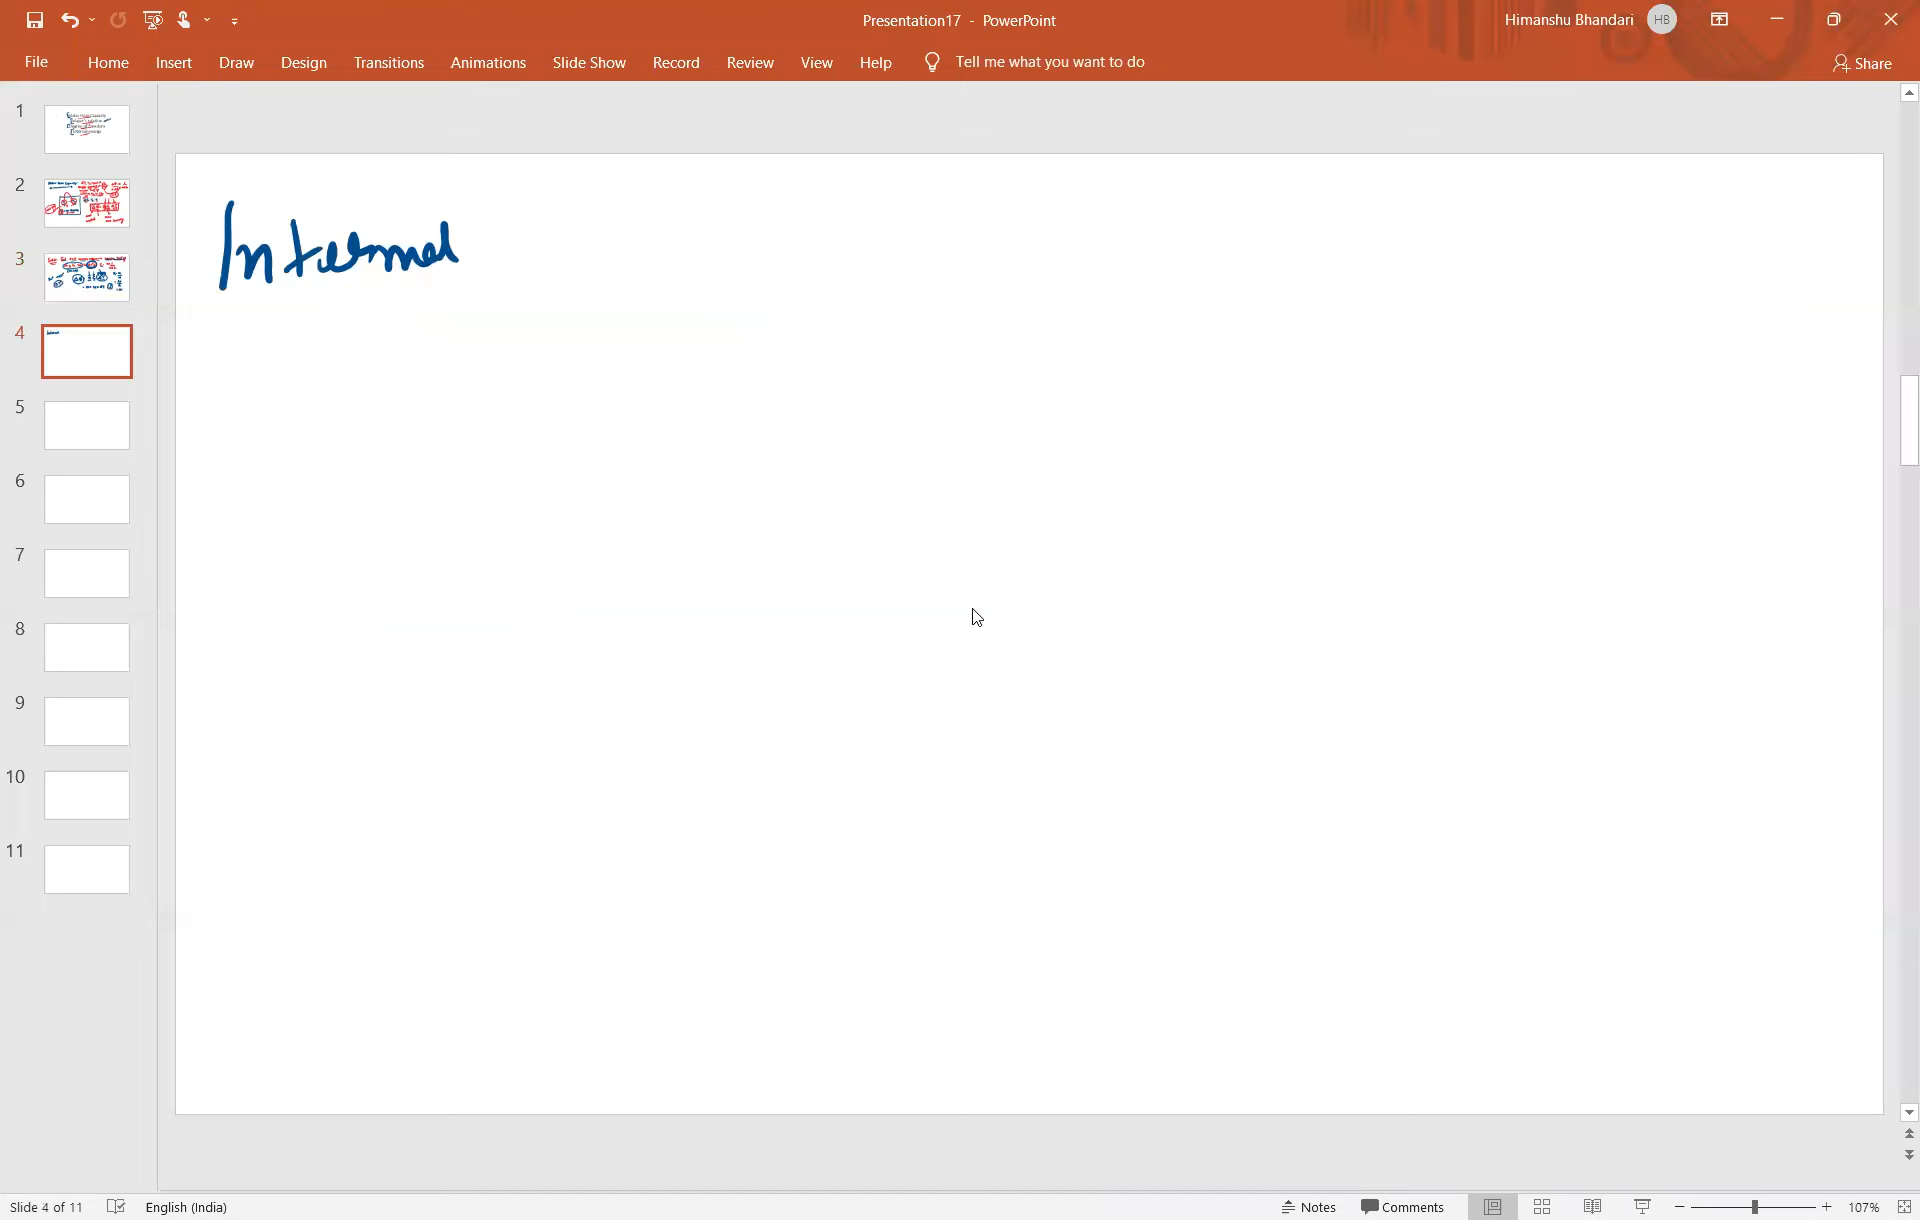 Presentation17 - PowerPoint
Himanshu Bhandari HB
File Home Insert Draw Design Transitions Animations Slide Show Record Review View Help Tell me what you want to do Share
1
2
3
4
5
6
7
8
9
10
11
Internal
Slide 4 of 11 English (India) Notes Comments 107%